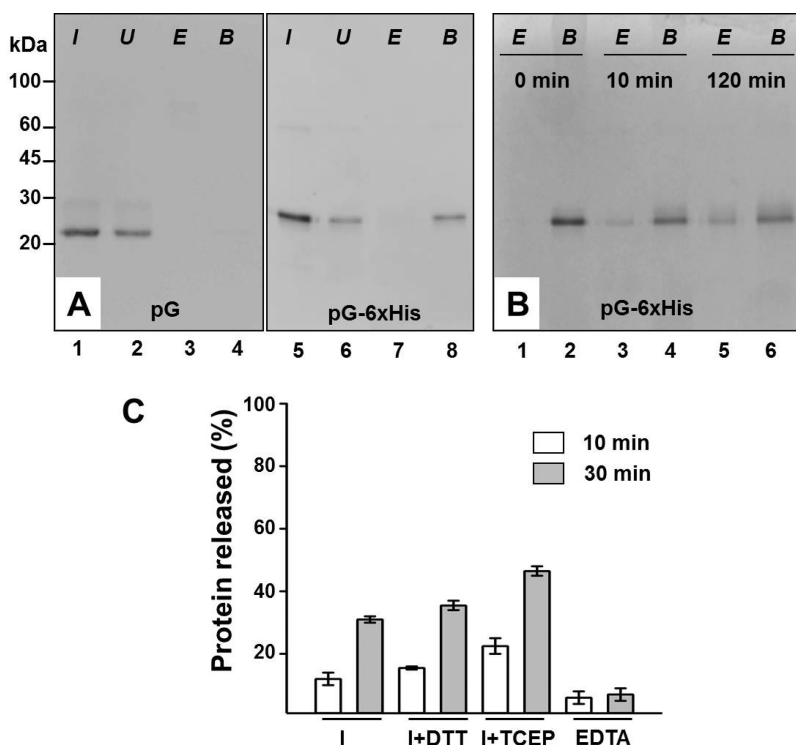 kDa
I U E B
I U E B
E B E B E B
0 min 10 min 120 min
100
60
45
30
20
A
pG
pG-6xHis
B
pG-6xHis
1 2 3 4 5 6 7 8
1 2 3 4 5 6
C
Protein released (%)
100
80
60
40
20
10 min
30 min
I I+DTT I+TCEP EDTA